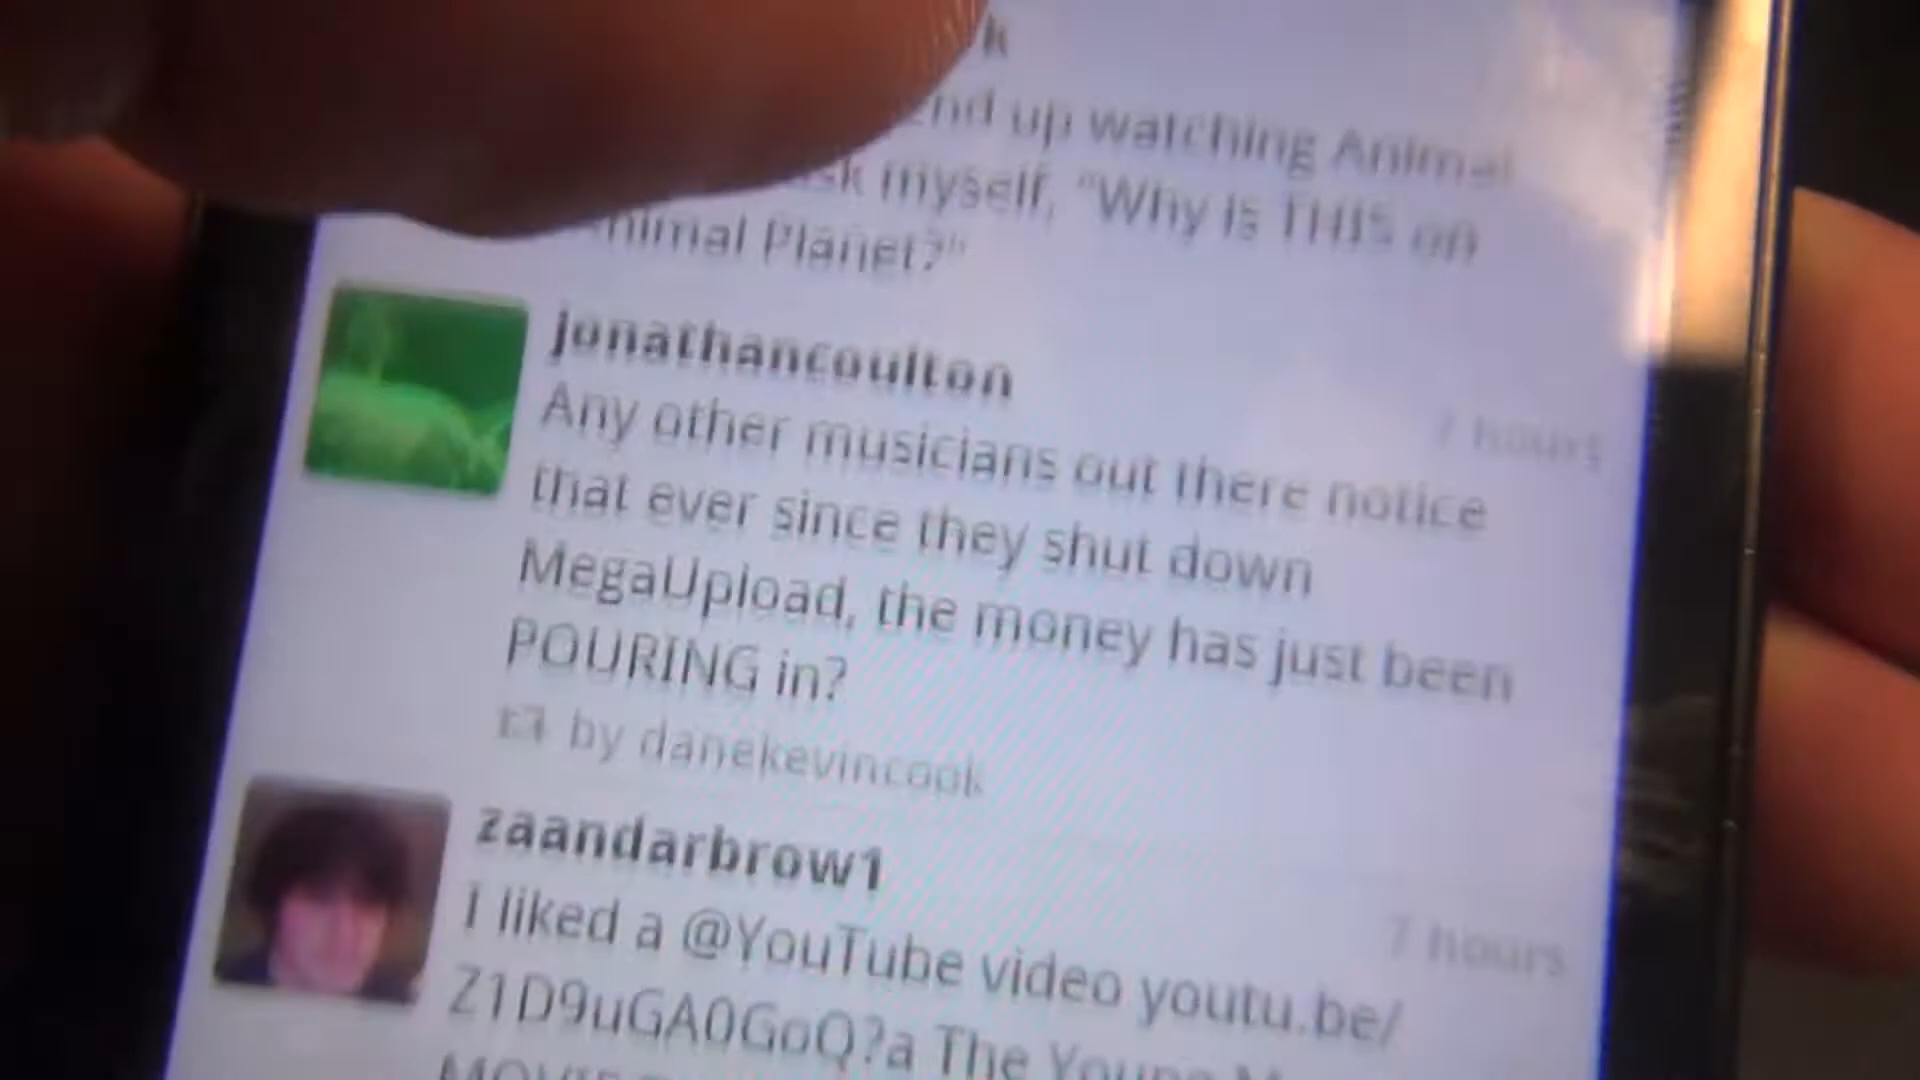 k
end up watching Animal
ask myself, "Why is THIS on
Animal Planet?"
jonathancoulton
7 hours
Any other musicians out there notice
that ever since they shut down
MegaUpload, the money has just been
POURING in?
by danekevincook
zaandarbrow1
7 hours
I liked a @YouTube video youtu.be/
Z1D9uGA0GoQ?a The Young